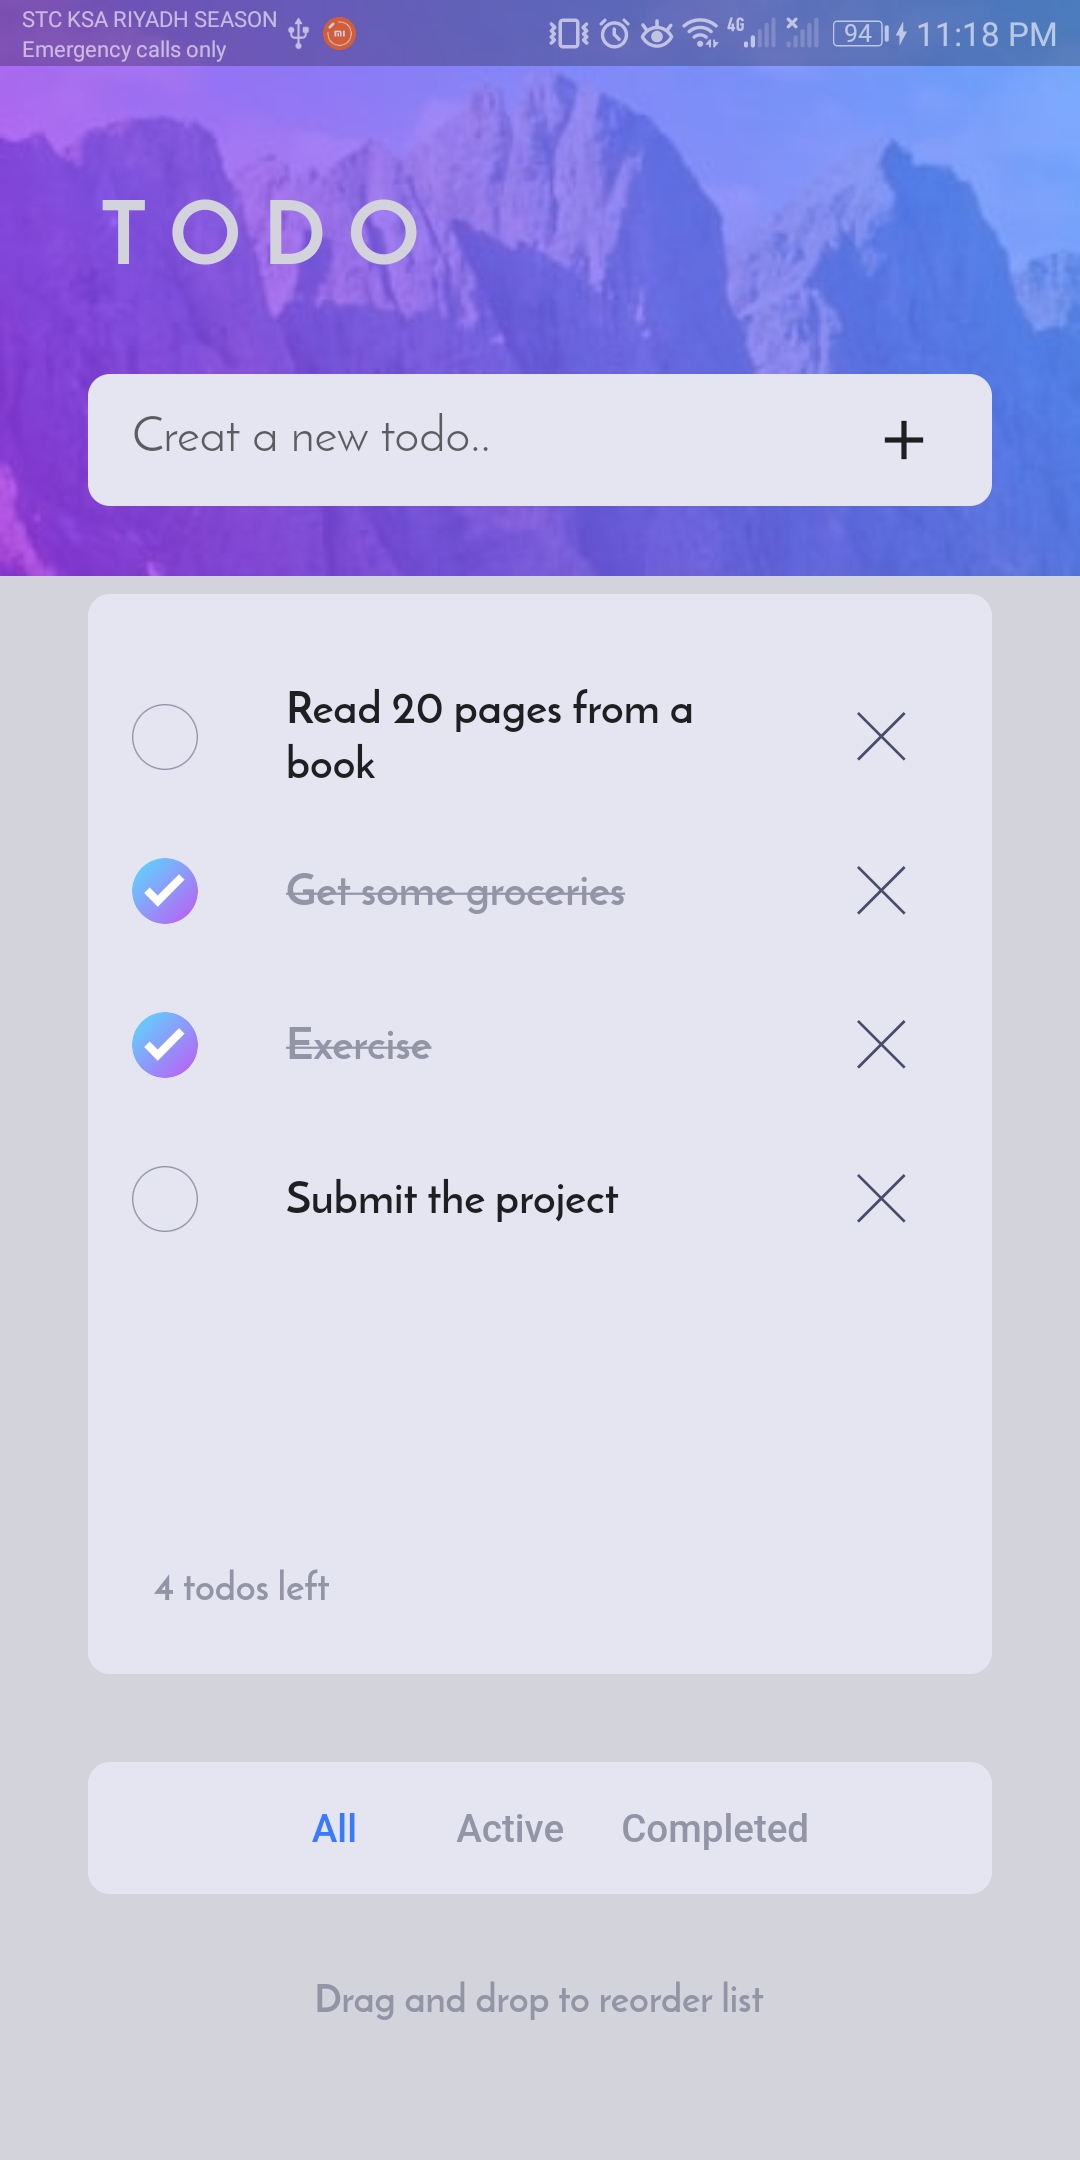 STC KSA RIYADH SEASON
Emergency calls only
4G
94
11:18 PM
TODO
Creat a new todo..
Read 20 pages from a
book
Get some groceries
Exercise
Submit the project
4 todos left
All Active Completed
Drag and drop to reorder list